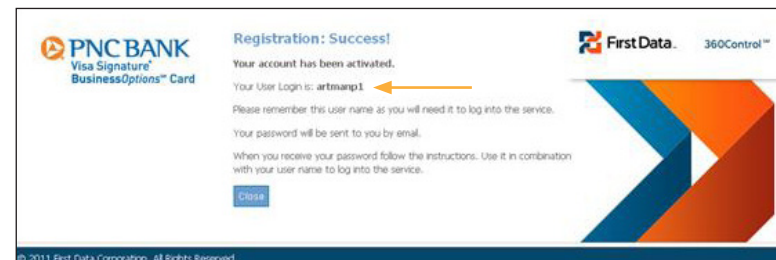 PNC BANK
Visa Signature®
BusinessOptions℠ Card
Registration: Success!
Your account has been activated.
Your User Login is: artmanp1
Please remember this user name as you will need it to log into the service.
Your password will be sent to you by email.
When you receive your password follow the instructions. Use it in combination
with your user name to log into the service.
Close
First Data.
360Control℠
© 2011 First Data Corporation. All Rights Reserved